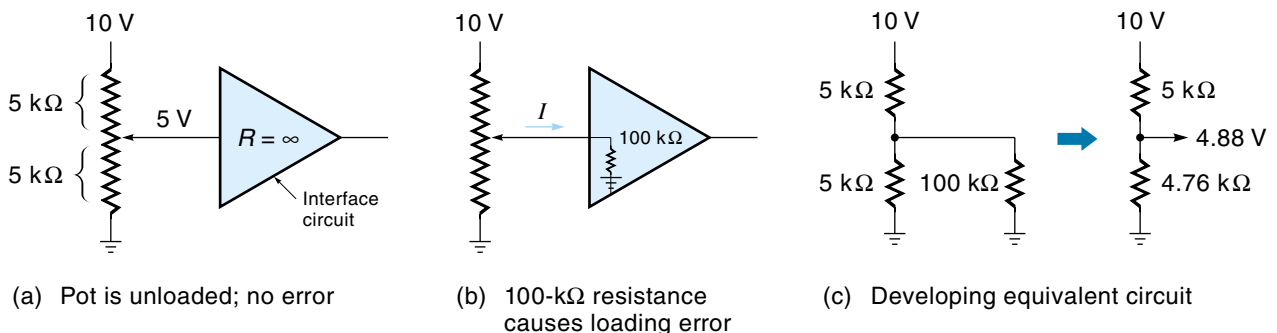 10 V
5 kΩ
5 V
R = ∞
5 kΩ
Interface
circuit
(a) Pot is unloaded; no error
10 V
I
100 kΩ
(b) 100-kΩ resistance
causes loading error
10 V
5 kΩ
5 kΩ
100 kΩ
10 V
5 kΩ
4.88 V
4.76 kΩ
(c) Developing equivalent circuit